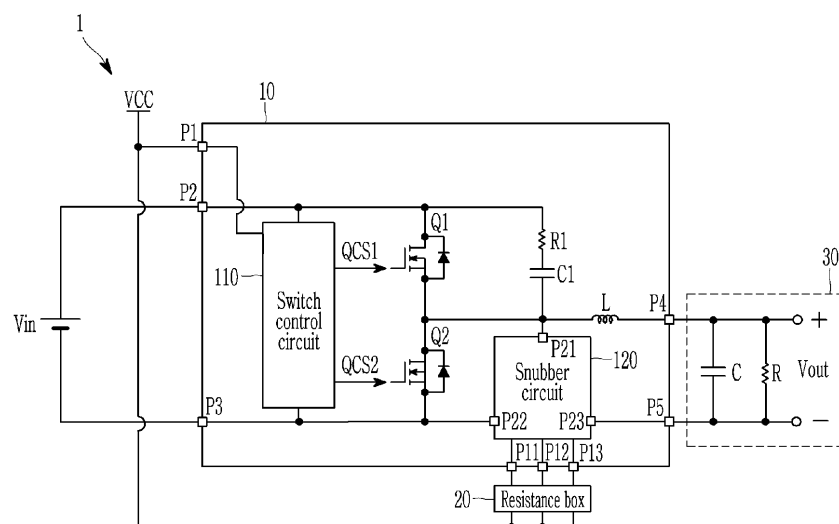 1
VCC
10
P1
P2
Q1
R1
QCS1
110
C1
Switch
control
circuit
30
L
P4
Vin
Q2
P21
120
+
QCS2
Snubber
circuit
C
R
Vout
P3
P22
P23
P5
−
P11
P12
P13
20
Resistance box